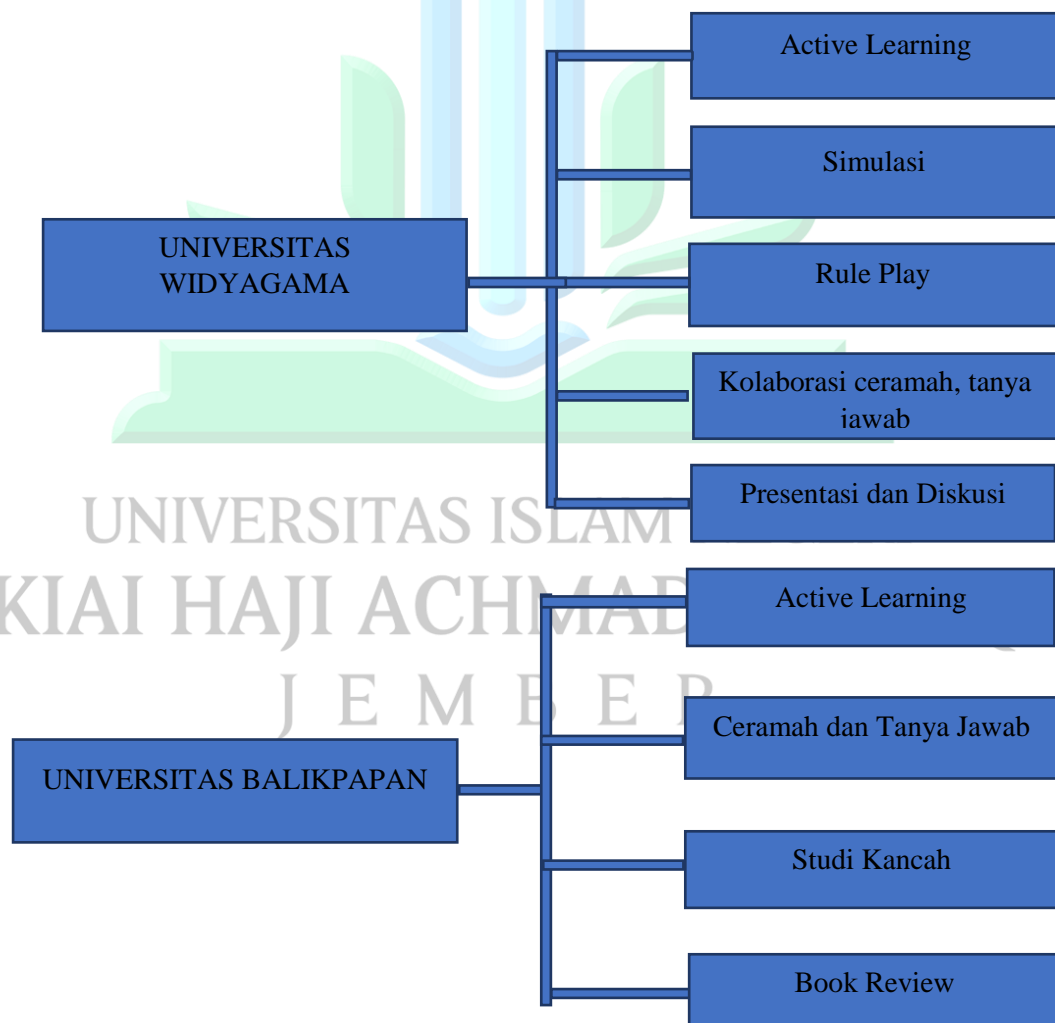 Active Learning
Simulasi
UNIVERSITAS
WIDYAGAMA
Rule Play
Kolaborasi ceramah, tanya
jawab
Presentasi dan Diskusi
UNIVERSITAS ISLAM
KIAI HAJI ACHMAD
JEMBER
Active Learning
Ceramah dan Tanya Jawab
UNIVERSITAS BALIKPAPAN
Studi Kancah
Book Review